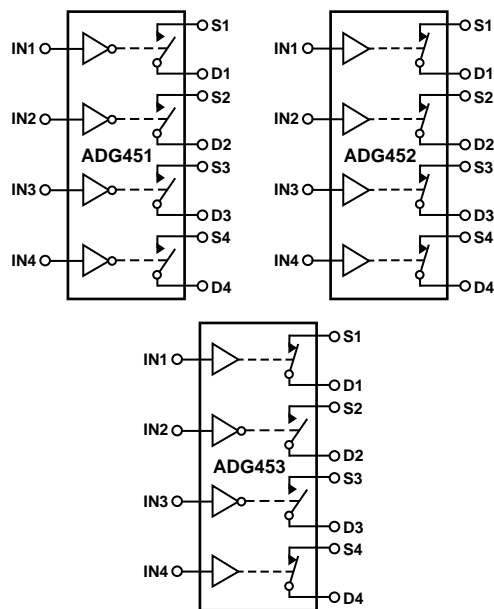 S1
IN1
D1
S2
IN2
D2
ADG451
S3
IN3
D3
S4
IN4
D4
S1
IN1
D1
S2
IN2
D2
ADG452
S3
IN3
D3
S4
IN4
D4
S1
IN1
D1
S2
IN2
D2
ADG453
S3
IN3
D3
S4
IN4
D4